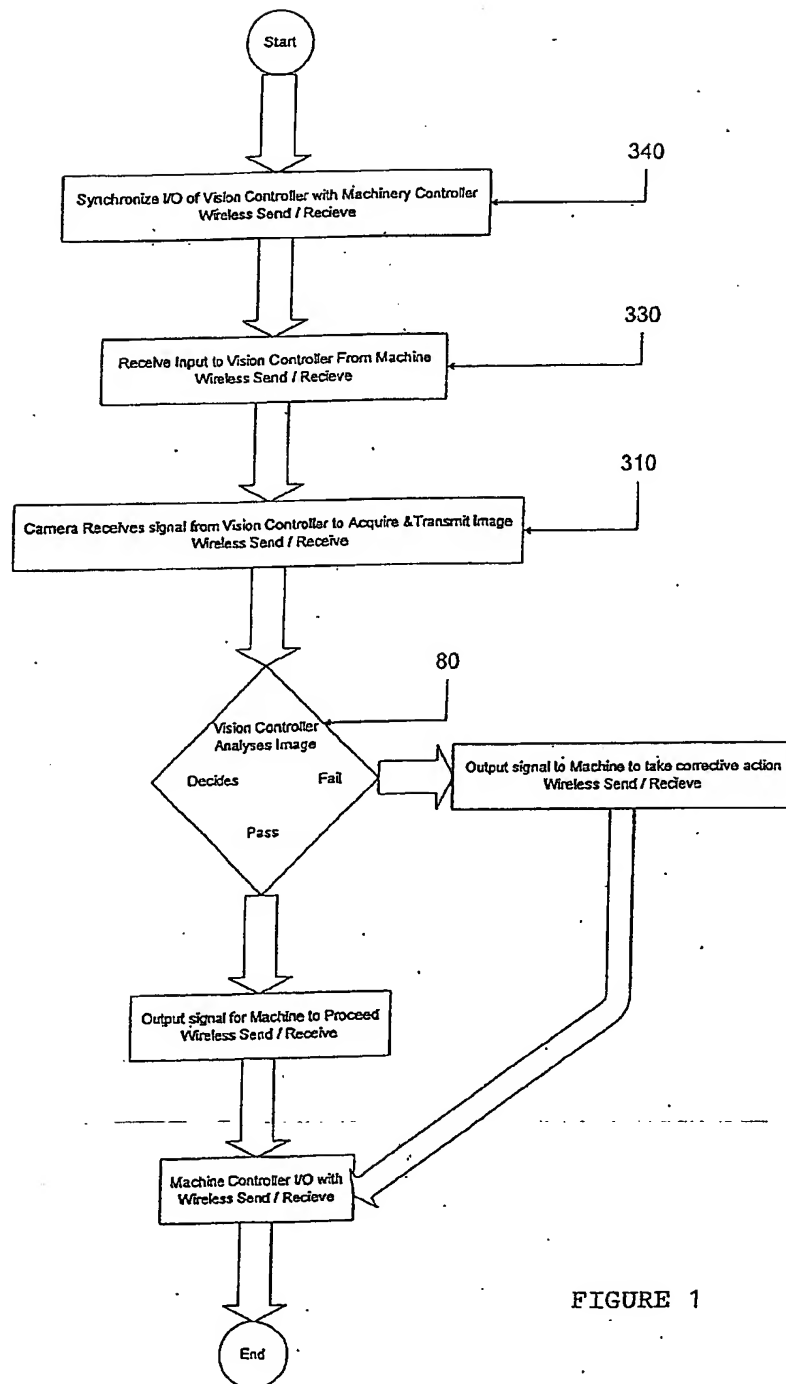 Start
340
Synchronize I/O of Vision Controller with Machinery Controller
Wireless Send / Recieve
330
Receive Input to Vision Controller From Machine
Wireless Send / Recieve
310
Camera Receives signal from Vision Controller to Acquire & Transmit Image
Wireless Send / Receive
80
Vision Controller
Analyses Image
Decides Fail
Pass
Output signal to Machine to take corrective action
Wireless Send / Recieve
Output signal for Machine to Proceed
Wireless Send / Receive
Machine Controller I/O with
Wireless Send / Recieve
FIGURE 1
End